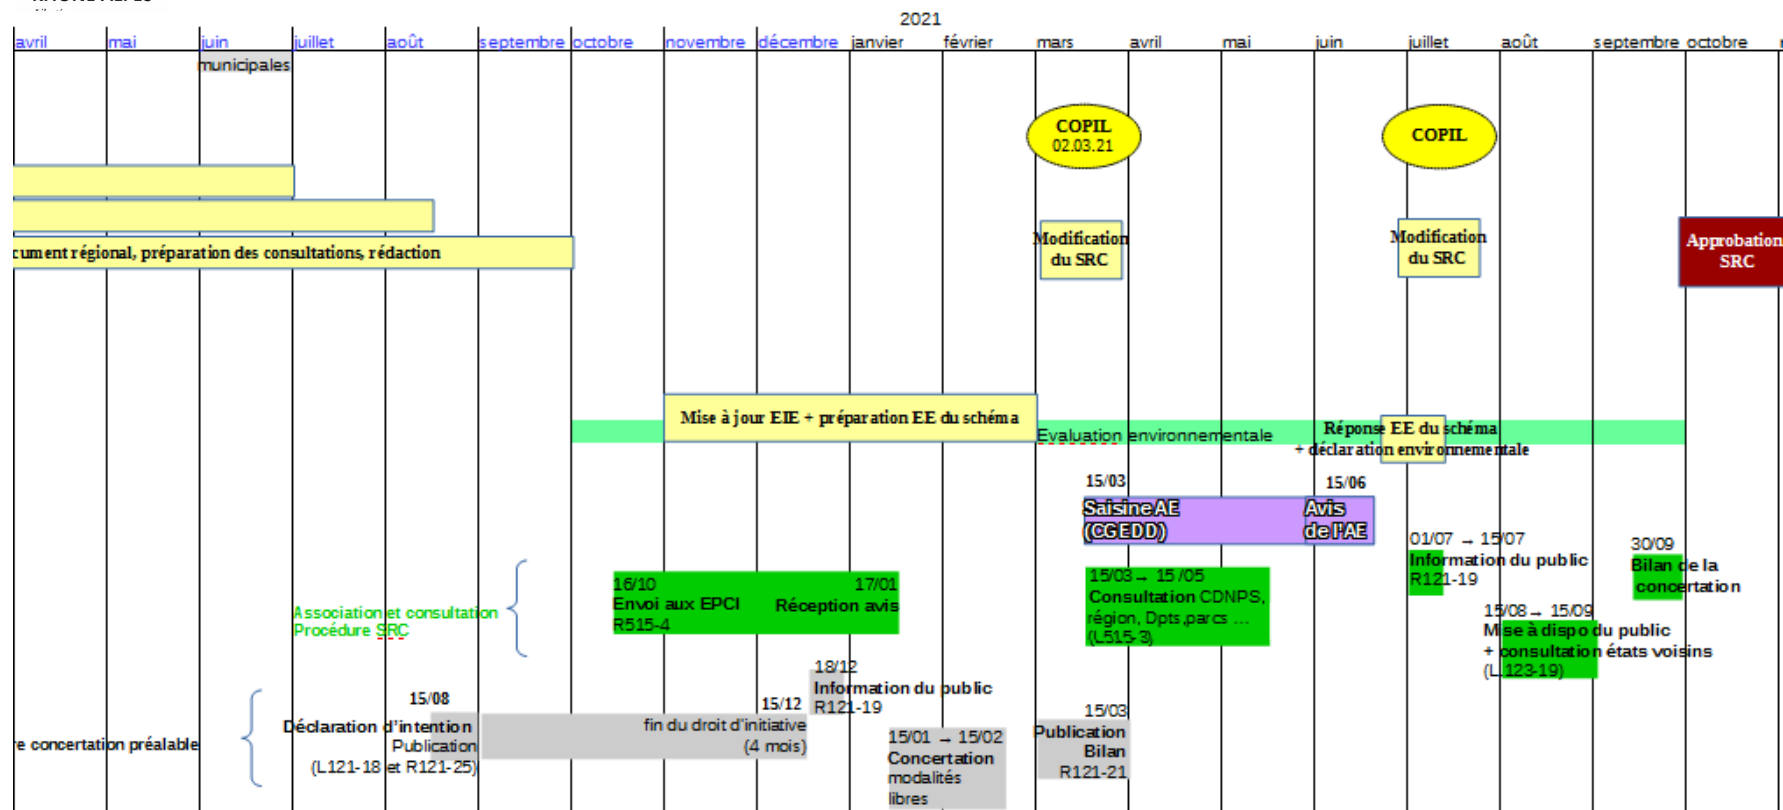 2021
avril mai juin juillet août septembre octobre novembre décembre janvier février mars avril mai juin juillet août septembre octobre
municipales
COPIL
02.03.21
COPIL
cument régional, préparation des consultations, rédaction
Modification
du SRC
Modification
du SRC
Approbation
SRC
Mise à jour EIE + préparation EE du schéma
Evaluation environnementale
Réponse EE du schéma
+ déclaration environnementale
15/03
Saisine AE
(CGEDD)
15/06
Avis
de l'AE
01/07 → 15/07
Information du public
R121-19
30/09
Bilan de la
concertation
Association et consultation
Procédure SRC
16/10
Envoi aux EPCI
R515-4
17/01
Réception avis
15/03→ 15 /05
Consultation CDNPS,
région, Dpts,parcs ...
(L515-3)
15/08→ 15/09
Mise à dispo du public
+ consultation états voisins
(L 123-19)
18/12
Information du public
R121-19
e concertation préalable
15/08
Déclaration d'intention
Publication
(L121-18 et R121-25)
15/12
fin du droit d'initiative
(4 mois)
15/01 → 15/02
Concertation
modalités
libres
15/03
Publication
Bilan
R121-21